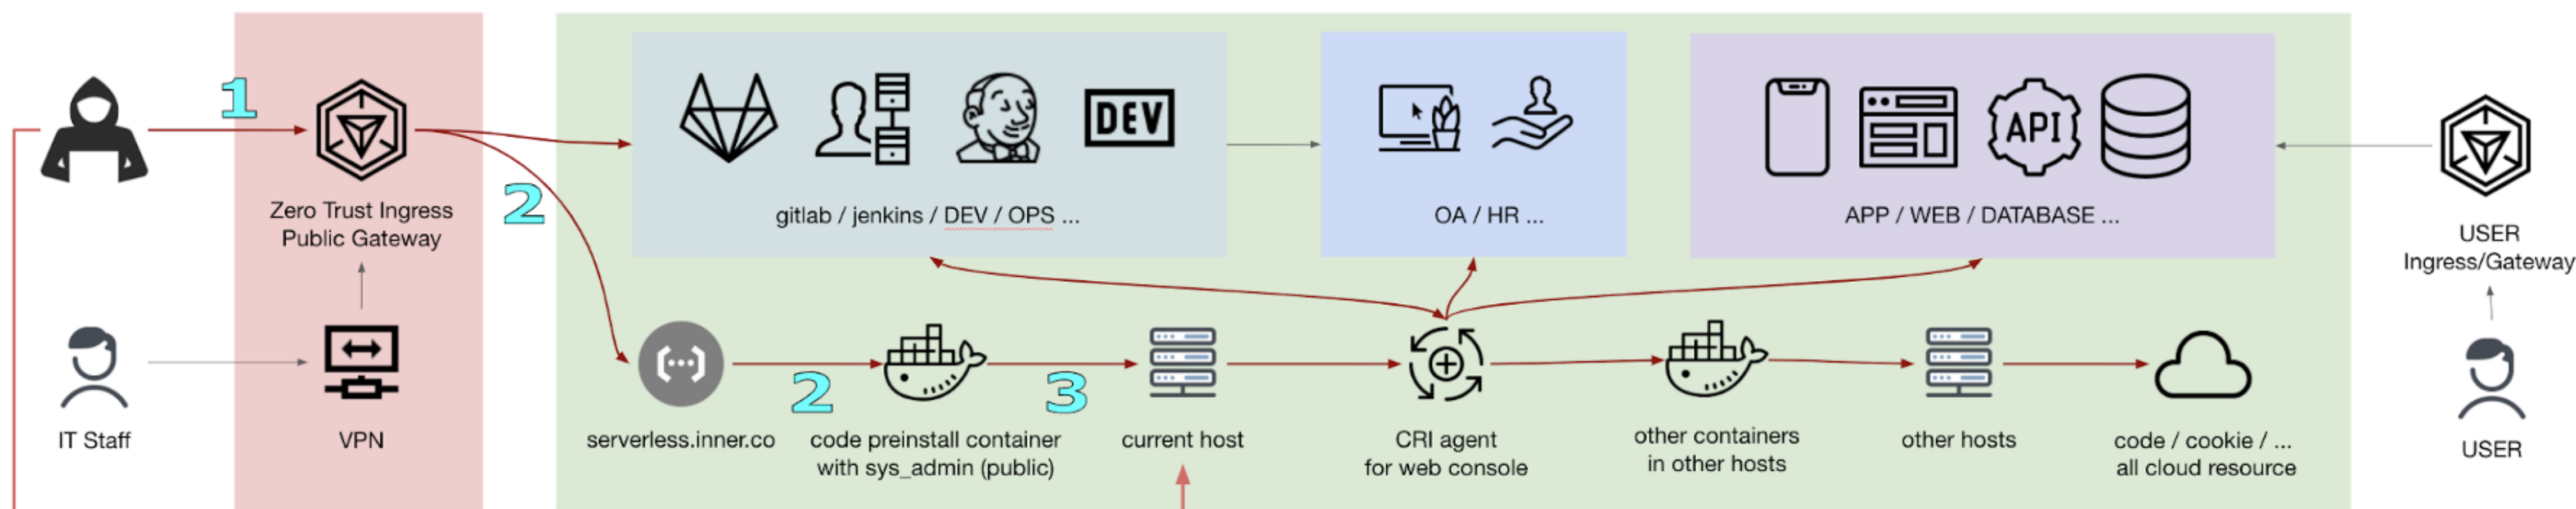 1
Zero Trust Ingress
Public Gateway
2
IT Staff
VPN
DEV
gitlab / jenkins / DEV / OPS ...
OA / HR ...
API
APP / WEB / DATABASE ...
USER
Ingress/Gateway
serverless.inner.co
2
code preinstall container
with sys_admin (public)
3
current host
CRI agent
for web console
other containers
in other hosts
other hosts
code / cookie / ...
all cloud resource
USER